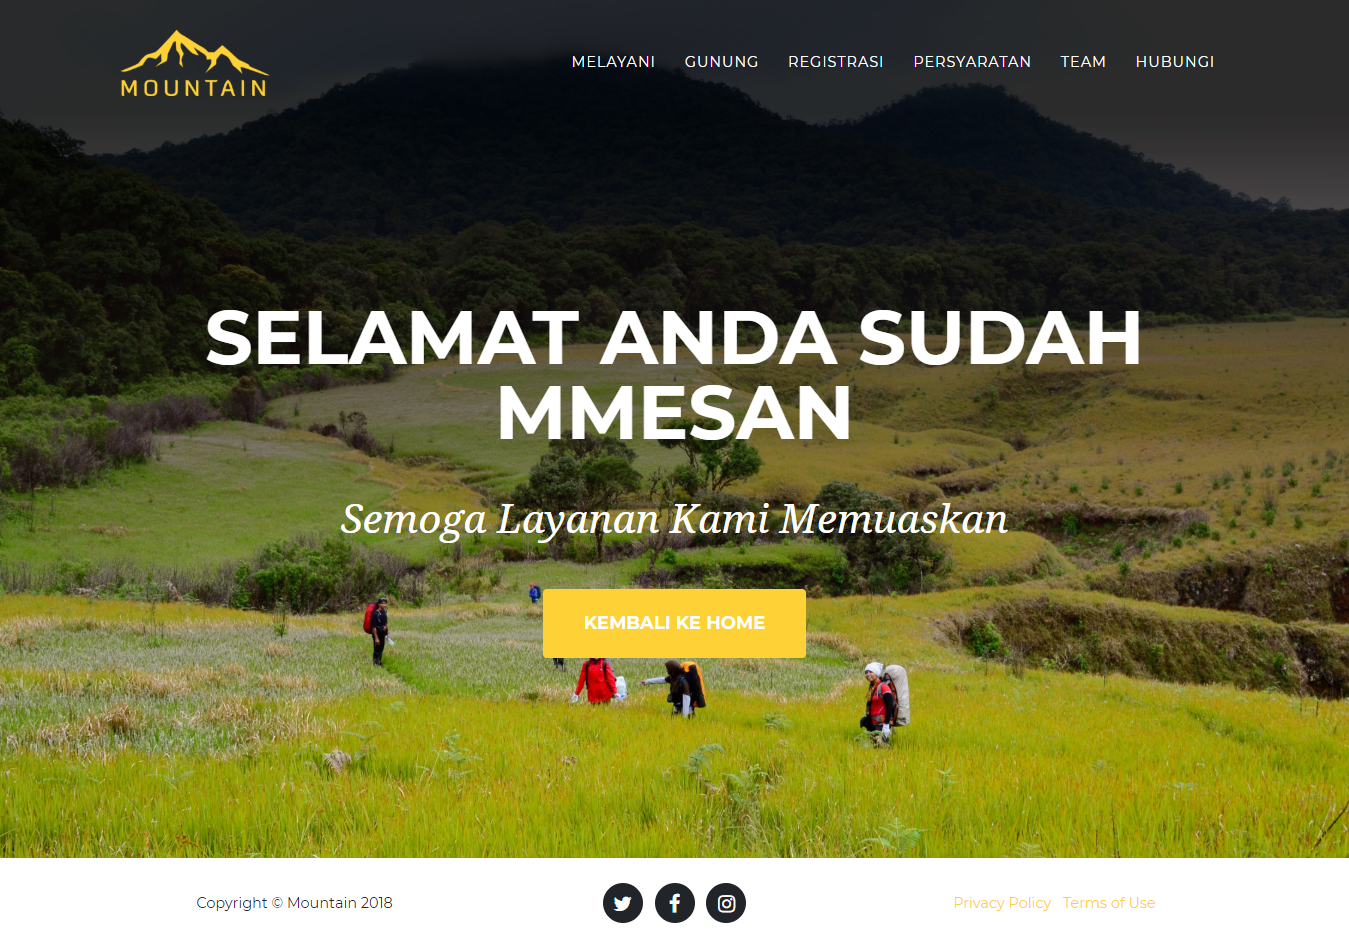 MOUNTAIN
MELAYANI GUNUNG REGISTRASI PERSYARATAN TEAM HUBUNGI
SELAMAT ANDA SUDAH
MMESAN
Semoga Layanan Kami Memuaskan
KEMBALI KE HOME
Copyright © Mountain 2018
Privacy Policy Terms of Use